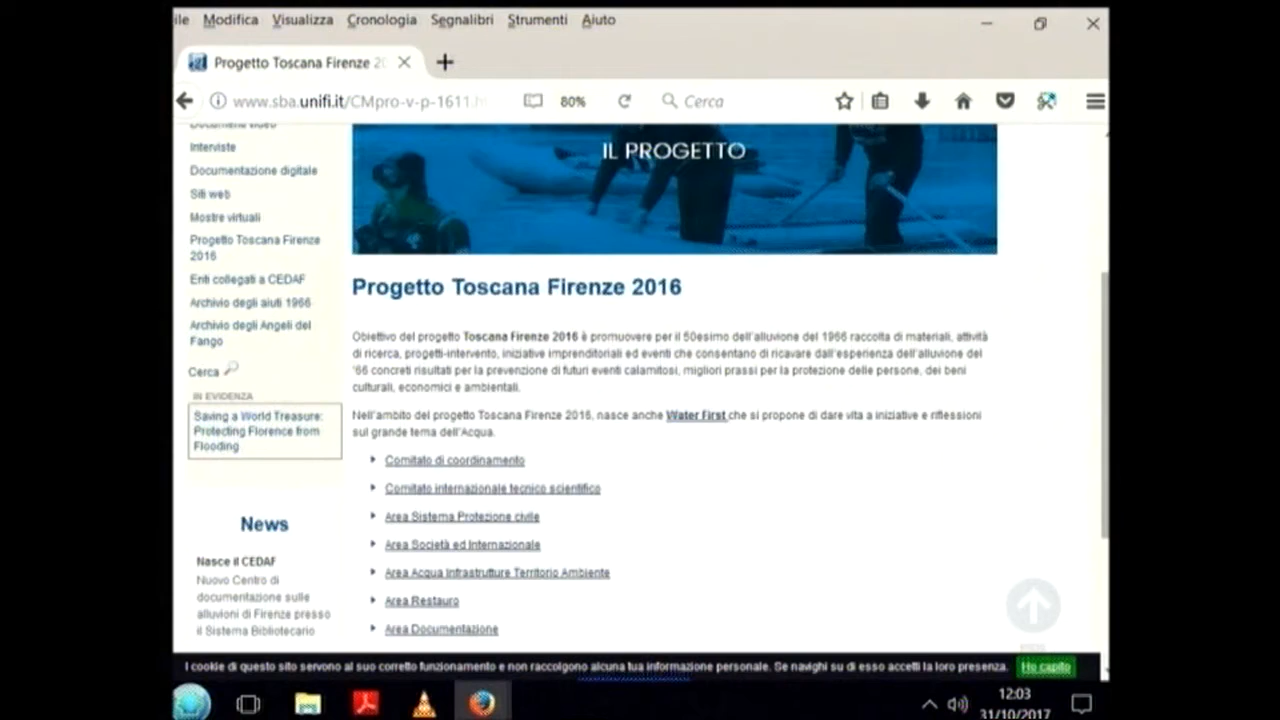 ile Modifica Visualizza Cronologia Segnalibri Strumenti Aiuto
Progetto Toscana Firenze 20
www.sba.unifi.it/CMpro-v-p-1611.h
80%
Cerca
Documenti video
Interviste
Documentazione digitale
Siti web
Mostre virtuali
Progetto Toscana Firenze
2016
Enti collegati a CEDAF
Archivio degli aiuti 1966
Archivio degli Angeli del
Fango
Cerca
IN EVIDENZA
Saving a World Treasure:
Protecting Florence from
Flooding
News
Nasce il CEDAF
Nuovo Centro di
documentazione sulle
alluvioni di Firenze presso
il Sistema Bibliotecario
IL PROGETTO
Progetto Toscana Firenze 2016
Obiettivo del progetto Toscana Firenze 2016 è promuovere per il 50esimo dell'alluvione del 1966 raccolta di materiali, attività
di ricerca, progetti-intervento, iniziative imprenditoriali ed eventi che consentano di ricavare dall'esperienza dell'alluvione del
'66 concreti risultati per la prevenzione di futuri eventi calamitosi, migliori prassi per la protezione delle persone, dei beni
culturali, economici e ambientali.
Nell'ambito del progetto Toscana Firenze 2016, nasce anche Water First che si propone di dare vita a iniziative e riflessioni
sul grande tema dell'Acqua.
Comitato di coordinamento
Comitato internazionale tecnico scientifico
Area Sistema Protezione civile
Area Società ed Internazionale
Area Acqua Infrastrutture Territorio Ambiente
Area Restauro
Area Documentazione
I cookie di questo sito servono al suo corretto funzionamento e non raccolgono alcuna tua informazione personale. Se navighi su di esso accetti la loro presenza. Ho capito
12:03
31/10/2017